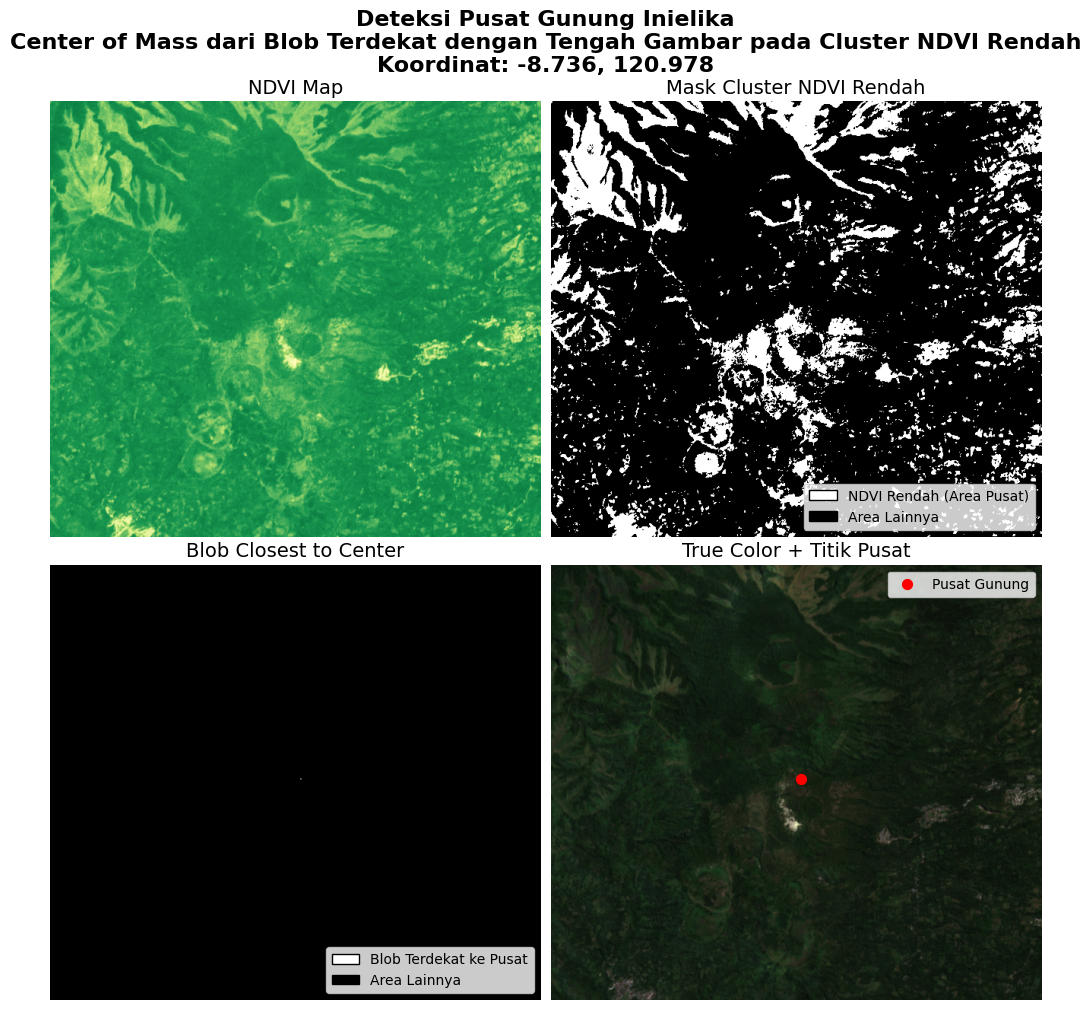 Deteksi Pusat Gunung Inielika
Center of Mass dari Blob Terdekat dengan Tengah Gambar pada Cluster NDVI Rendah
Koordinat: -8.736, 120.978
NDVI Map
Mask Cluster NDVI Rendah
NDVI Rendah (Area Pusat)
Area Lainnya
Blob Closest to Center
True Color + Titik Pusat
Pusat Gunung
Blob Terdekat ke Pusat
Area Lainnya